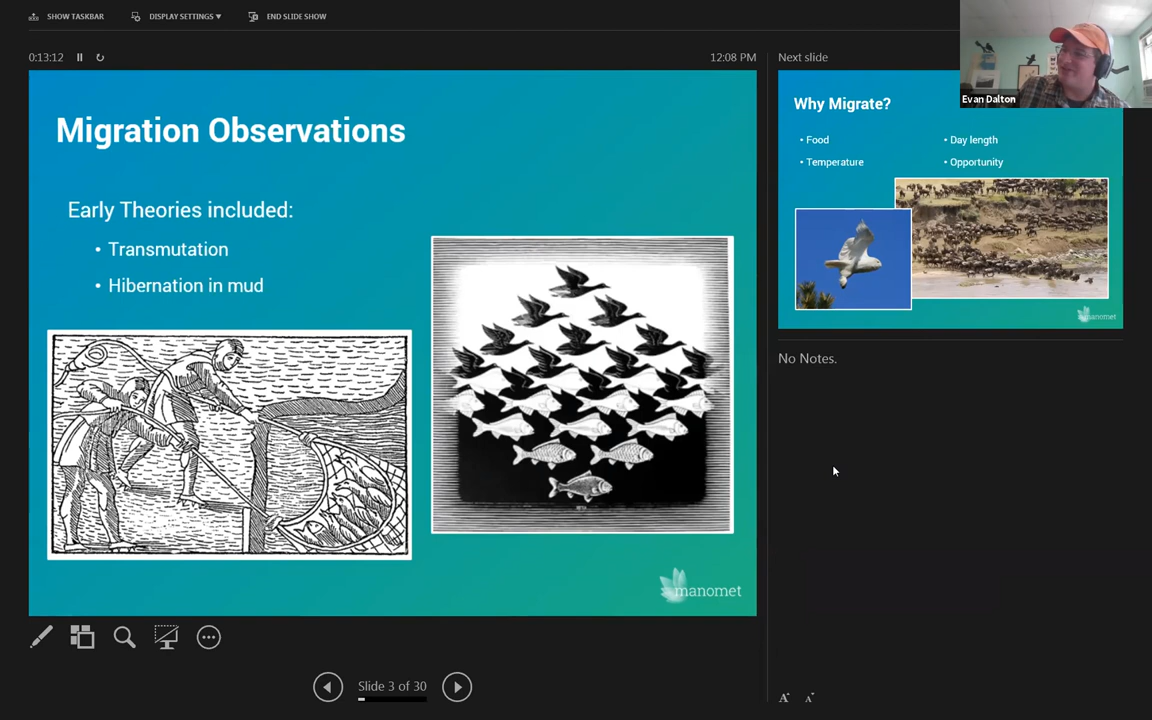 SHOW TASKBAR
DISPLAY SETTINGS ▼
END SLIDE SHOW
0:13:12
12:08 PM
Migration Observations
Early Theories included:
• Transmutation
• Hibernation in mud
manomet
Slide 3 of 30
Next slide
Evan Dalton
Why Migrate?
• Food
• Temperature
• Day length
• Opportunity
manomet
No Notes.
A
A